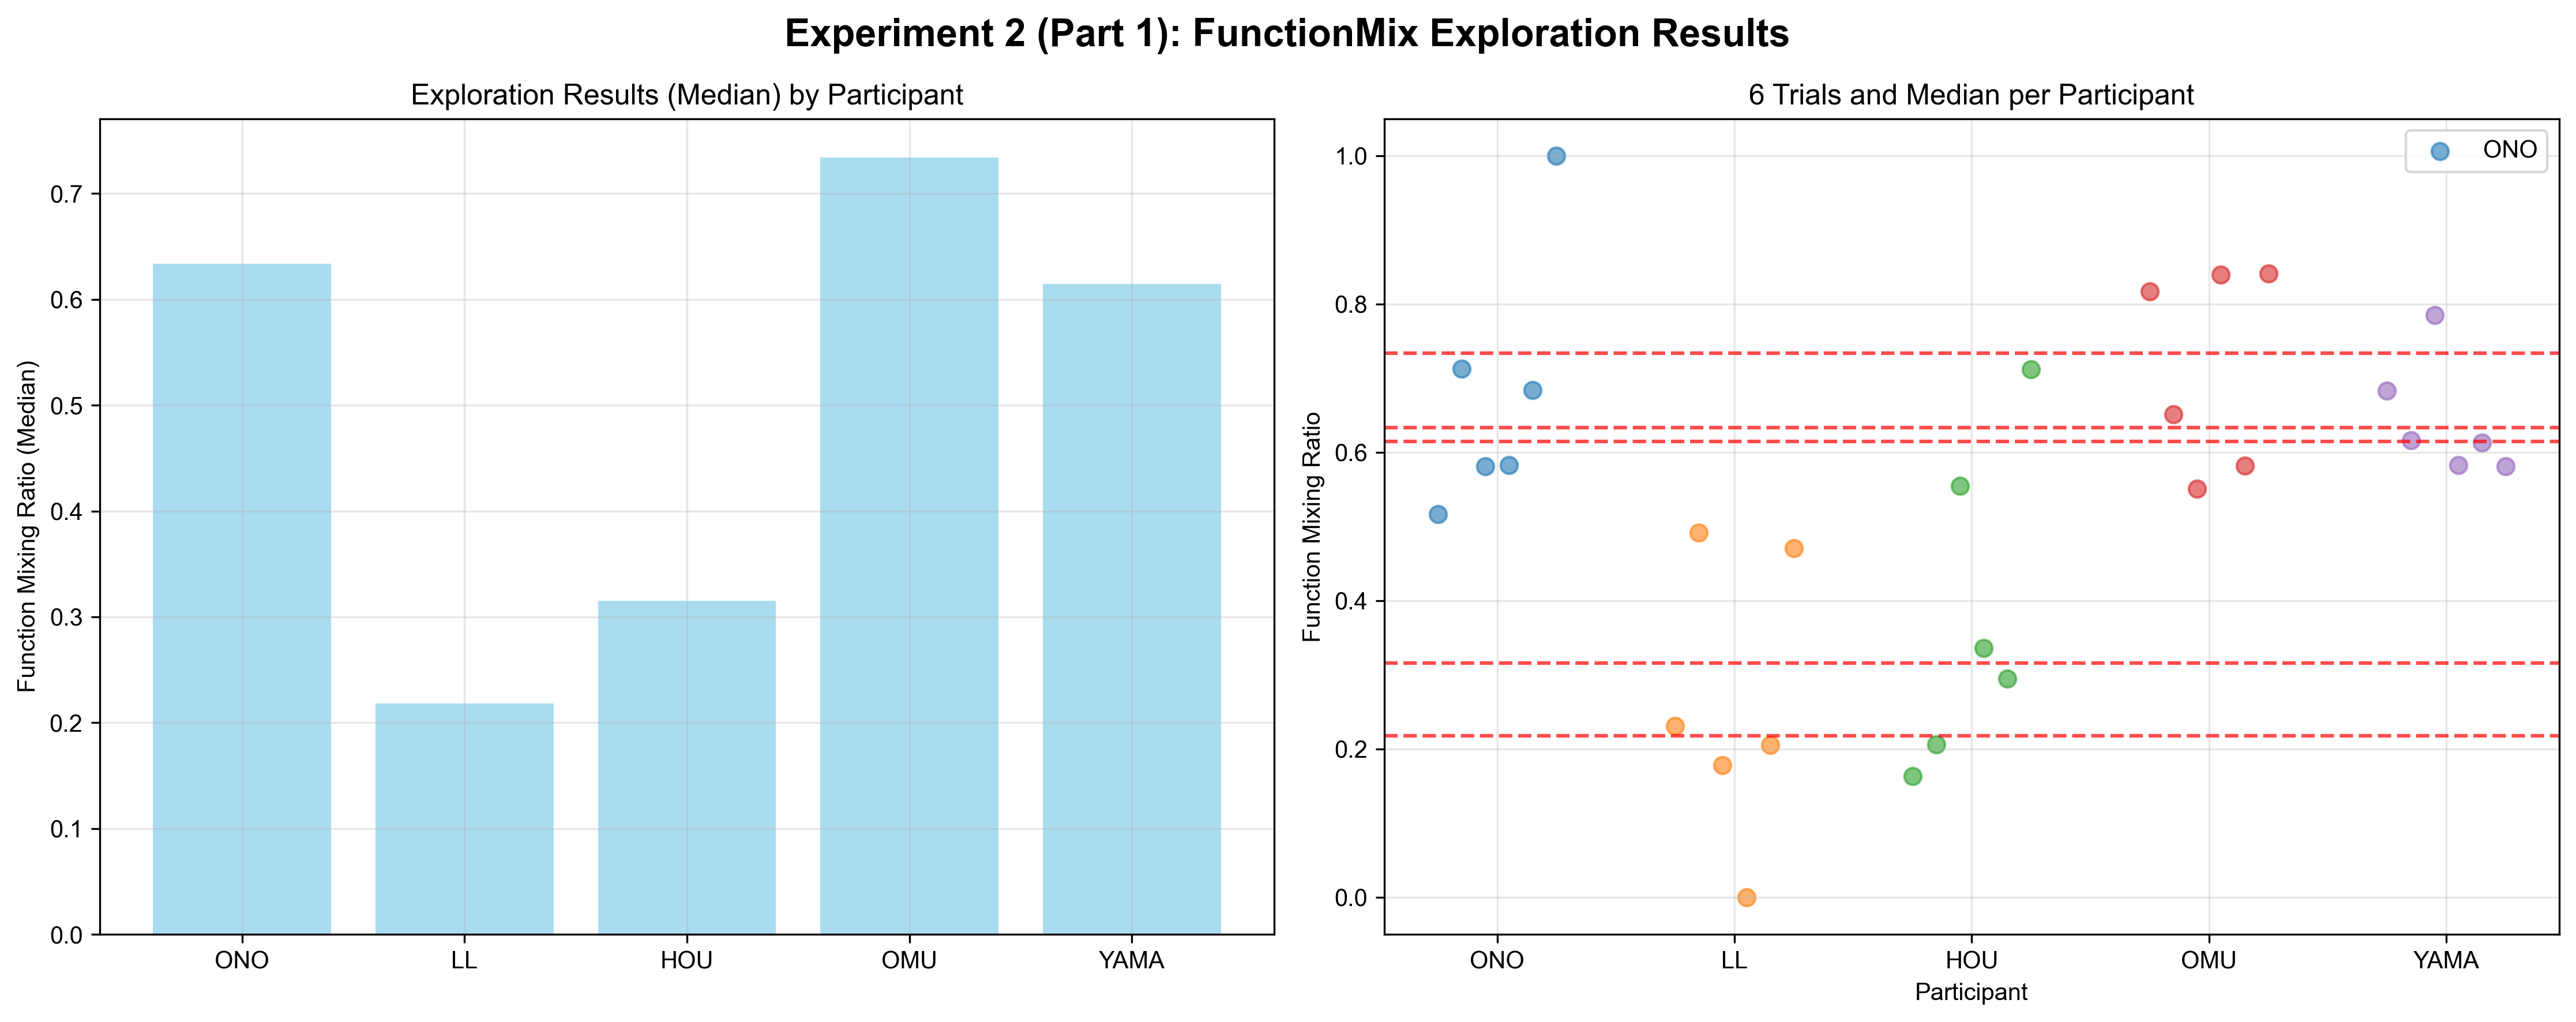 Experiment 2 (Part 1): FunctionMix Exploration Results
Exploration Results (Median) by Participant
Function Mixing Ratio (Median)
0.7
0.6
0.5
0.4
0.3
0.2
0.1
0.0
ONO LL HOU OMU YAMA
6 Trials and Median per Participant
ONO
Function Mixing Ratio
1.0
0.8
0.6
0.4
0.2
0.0
ONO LL HOU OMU YAMA
Participant